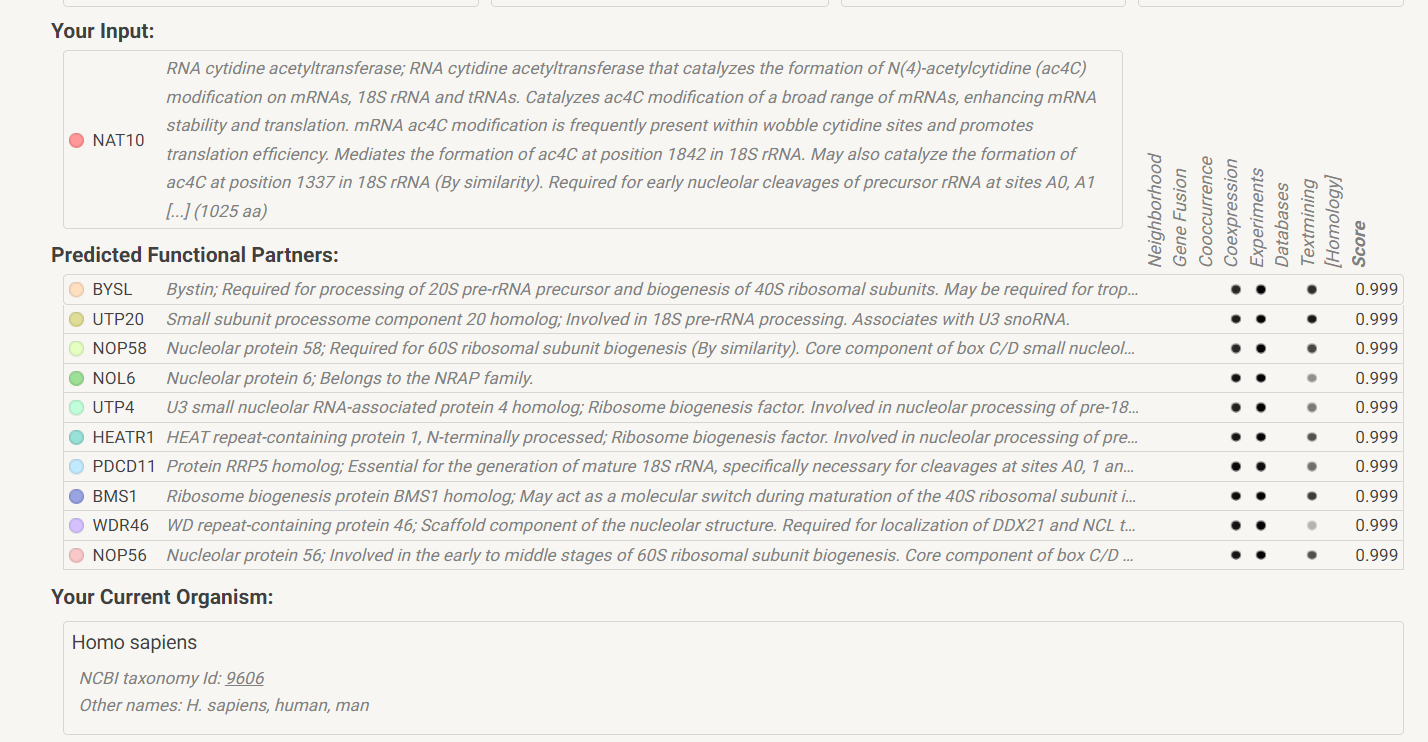 Your Input:
NAT10
RNA cytidine acetyltransferase; RNA cytidine acetyltransferase that catalyzes the formation of N(4)-acetylcytidine (ac4C)
modification on mRNAs, 18S rRNA and tRNAs. Catalyzes ac4C modification of a broad range of mRNAs, enhancing mRNA
stability and translation. mRNA ac4C modification is frequently present within wobble cytidine sites and promotes
translation efficiency. Mediates the formation of ac4C at position 1842 in 18S rRNA. May also catalyze the formation of
ac4C at position 1337 in 18S rRNA (By similarity). Required for early nucleolar cleavages of precursor rRNA at sites A0, A1
[...] (1025 aa)
Neighborhood
Gene Fusion
Cooccurrence
Coexpression
Experiments
Databases
Textmining
[Homology]
Score
Predicted Functional Partners:
BYSL Bystin; Required for processing of 20S pre-rRNA precursor and biogenesis of 40S ribosomal subunits. May be required for trop... 0.999
UTP20 Small subunit processome component 20 homolog; Involved in 18S pre-rRNA processing. Associates with U3 snoRNA. 0.999
NOP58 Nucleolar protein 58; Required for 60S ribosomal subunit biogenesis (By similarity). Core component of box C/D small nucleol... 0.999
NOL6 Nucleolar protein 6; Belongs to the NRAP family. 0.999
UTP4 U3 small nucleolar RNA-associated protein 4 homolog; Ribosome biogenesis factor. Involved in nucleolar processing of pre-18... 0.999
HEATR1 HEAT repeat-containing protein 1, N-terminally processed; Ribosome biogenesis factor. Involved in nucleolar processing of pre... 0.999
PDCD11 Protein RRP5 homolog; Essential for the generation of mature 18S rRNA, specifically necessary for cleavages at sites A0, 1 an... 0.999
BMS1 Ribosome biogenesis protein BMS1 homolog; May act as a molecular switch during maturation of the 40S ribosomal subunit i... 0.999
WDR46 WD repeat-containing protein 46; Scaffold component of the nucleolar structure. Required for localization of DDX21 and NCL t... 0.999
NOP56 Nucleolar protein 56; Involved in the early to middle stages of 60S ribosomal subunit biogenesis. Core component of box C/D ... 0.999
Your Current Organism:
Homo sapiens
NCBI taxonomy Id: 9606
Other names: H. sapiens, human, man